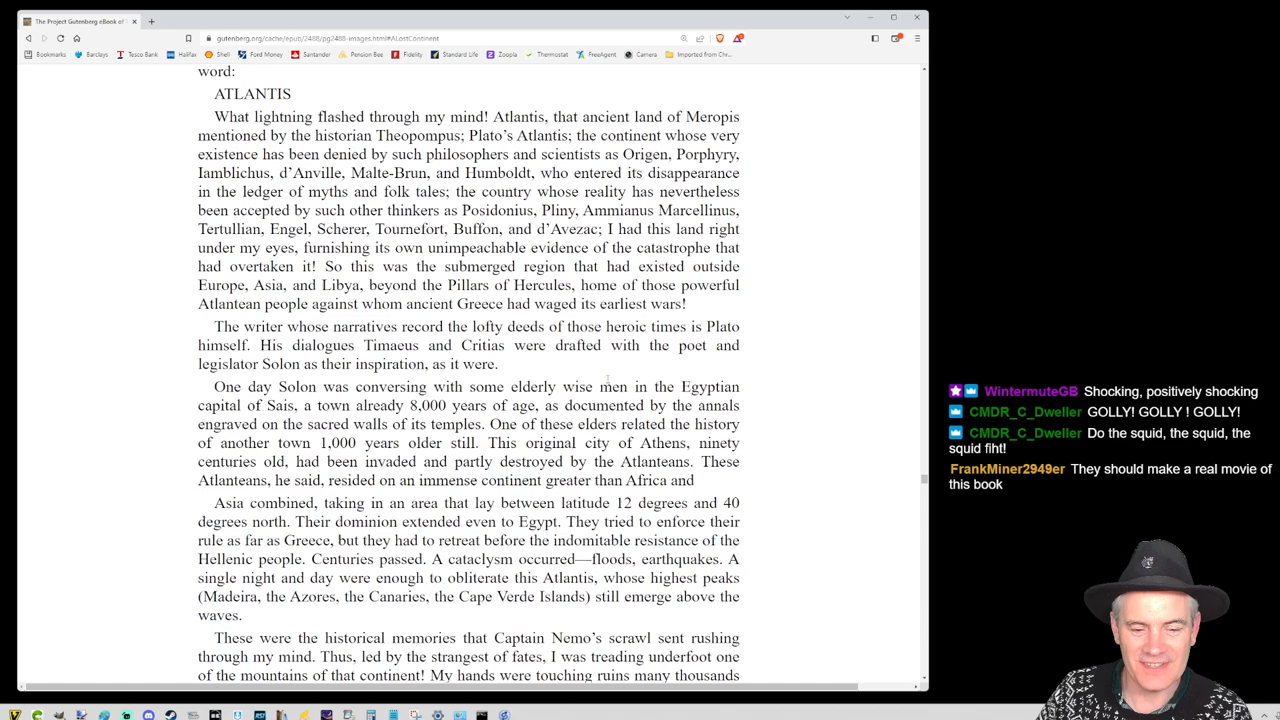 The Project Gutenberg eBook of
gutenberg.org/cache/epub/2488/pg2488-images.html#ALostContinent
Bookmarks Barclays Tesco Bank Halifax Shell Ford Money Santander Pension Bee Fidelity Standard Life Zoopla Thermostat FreeAgent Camera Imported from Chr...
word:
ATLANTIS
What lightning flashed through my mind! Atlantis, that ancient land of Meropis
mentioned by the historian Theopompus; Plato’s Atlantis; the continent whose very
existence has been denied by such philosophers and scientists as Origen, Porphyry,
Iamblichus, d’Anville, Malte-Brun, and Humboldt, who entered its disappearance
in the ledger of myths and folk tales; the country whose reality has nevertheless
been accepted by such other thinkers as Posidonius, Pliny, Ammianus Marcellinus,
Tertullian, Engel, Scherer, Tournefort, Buffon, and d’Avezac; I had this land right
under my eyes, furnishing its own unimpeachable evidence of the catastrophe that
had overtaken it! So this was the submerged region that had existed outside
Europe, Asia, and Libya, beyond the Pillars of Hercules, home of those powerful
Atlantean people against whom ancient Greece had waged its earliest wars!
The writer whose narratives record the lofty deeds of those heroic times is Plato
himself. His dialogues Timaeus and Critias were drafted with the poet and
legislator Solon as their inspiration, as it were.
One day Solon was conversing with some elderly wise men in the Egyptian
capital of Sais, a town already 8,000 years of age, as documented by the annals
engraved on the sacred walls of its temples. One of these elders related the history
of another town 1,000 years older still. This original city of Athens, ninety
centuries old, had been invaded and partly destroyed by the Atlanteans. These
Atlanteans, he said, resided on an immense continent greater than Africa and
Asia combined, taking in an area that lay between latitude 12 degrees and 40
degrees north. Their dominion extended even to Egypt. They tried to enforce their
rule as far as Greece, but they had to retreat before the indomitable resistance of the
Hellenic people. Centuries passed. A cataclysm occurred—floods, earthquakes. A
single night and day were enough to obliterate this Atlantis, whose highest peaks
(Madeira, the Azores, the Canaries, the Cape Verde Islands) still emerge above the
waves.
These were the historical memories that Captain Nemo’s scrawl sent rushing
through my mind. Thus, led by the strangest of fates, I was treading underfoot one
of the mountains of that continent! My hands were touching ruins many thousands
WintermuteGB Shocking, positively shocking
CMDR_C_Dweller GOLLY! GOLLY ! GOLLY!
CMDR_C_Dweller Do the squid, the squid, the
squid fiht!
FrankMiner2949er They should make a real movie of
this book